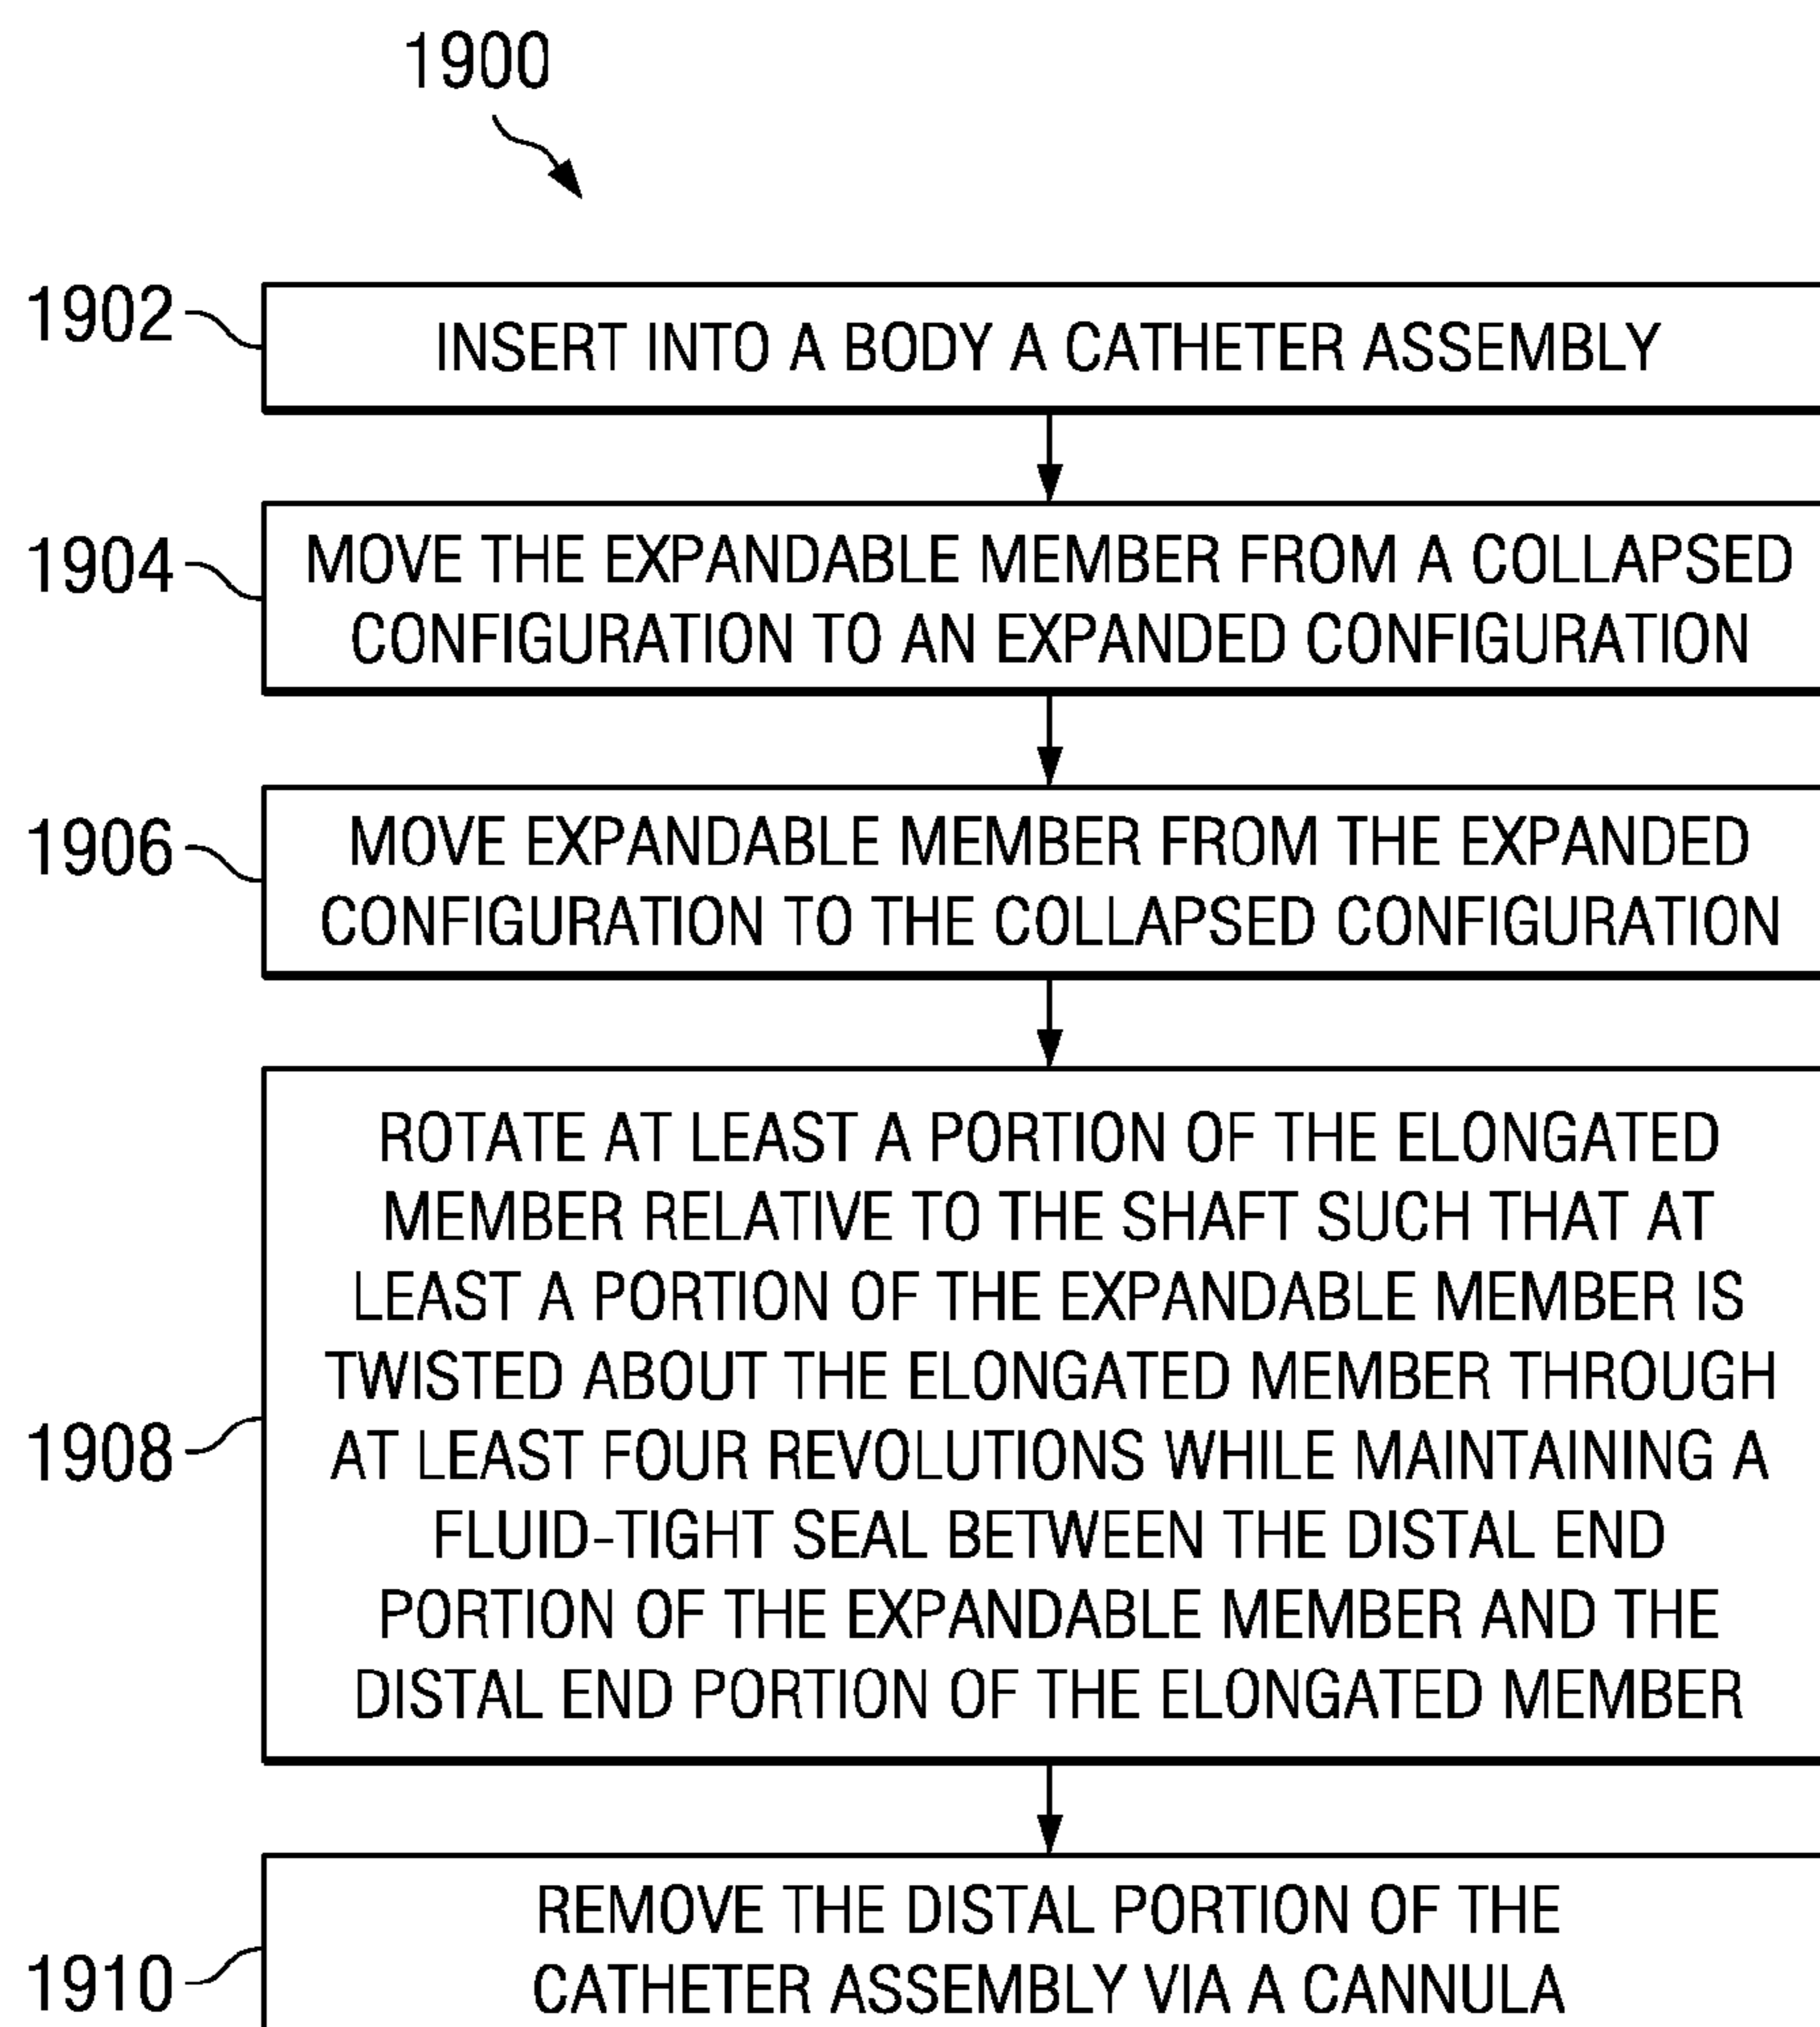 1900
1902
INSERT INTO A BODY A CATHETER ASSEMBLY
1904
MOVE THE EXPANDABLE MEMBER FROM A COLLAPSED
CONFIGURATION TO AN EXPANDED CONFIGURATION
1906
MOVE EXPANDABLE MEMBER FROM THE EXPANDED
CONFIGURATION TO THE COLLAPSED CONFIGURATION
1908
ROTATE AT LEAST A PORTION OF THE ELONGATED
MEMBER RELATIVE TO THE SHAFT SUCH THAT AT
LEAST A PORTION OF THE EXPANDABLE MEMBER IS
TWISTED ABOUT THE ELONGATED MEMBER THROUGH
AT LEAST FOUR REVOLUTIONS WHILE MAINTAINING A
FLUID-TIGHT SEAL BETWEEN THE DISTAL END
PORTION OF THE EXPANDABLE MEMBER AND THE
DISTAL END PORTION OF THE ELONGATED MEMBER
1910
REMOVE THE DISTAL PORTION OF THE
CATHETER ASSEMBLY VIA A CANNULA